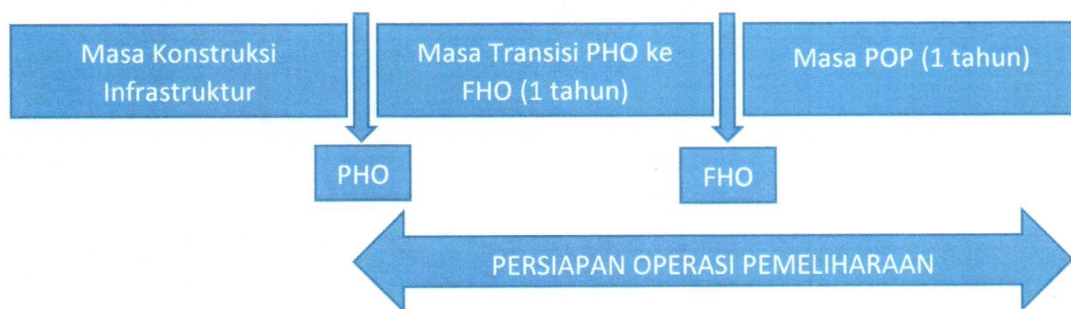 Masa Konstruksi
Infrastruktur
Masa Transisi PHO ke
FHO (1 tahun)
Masa POP (1 tahun)
PHO
FHO
PERSIAPAN OPERASI PEMELIHARAAN